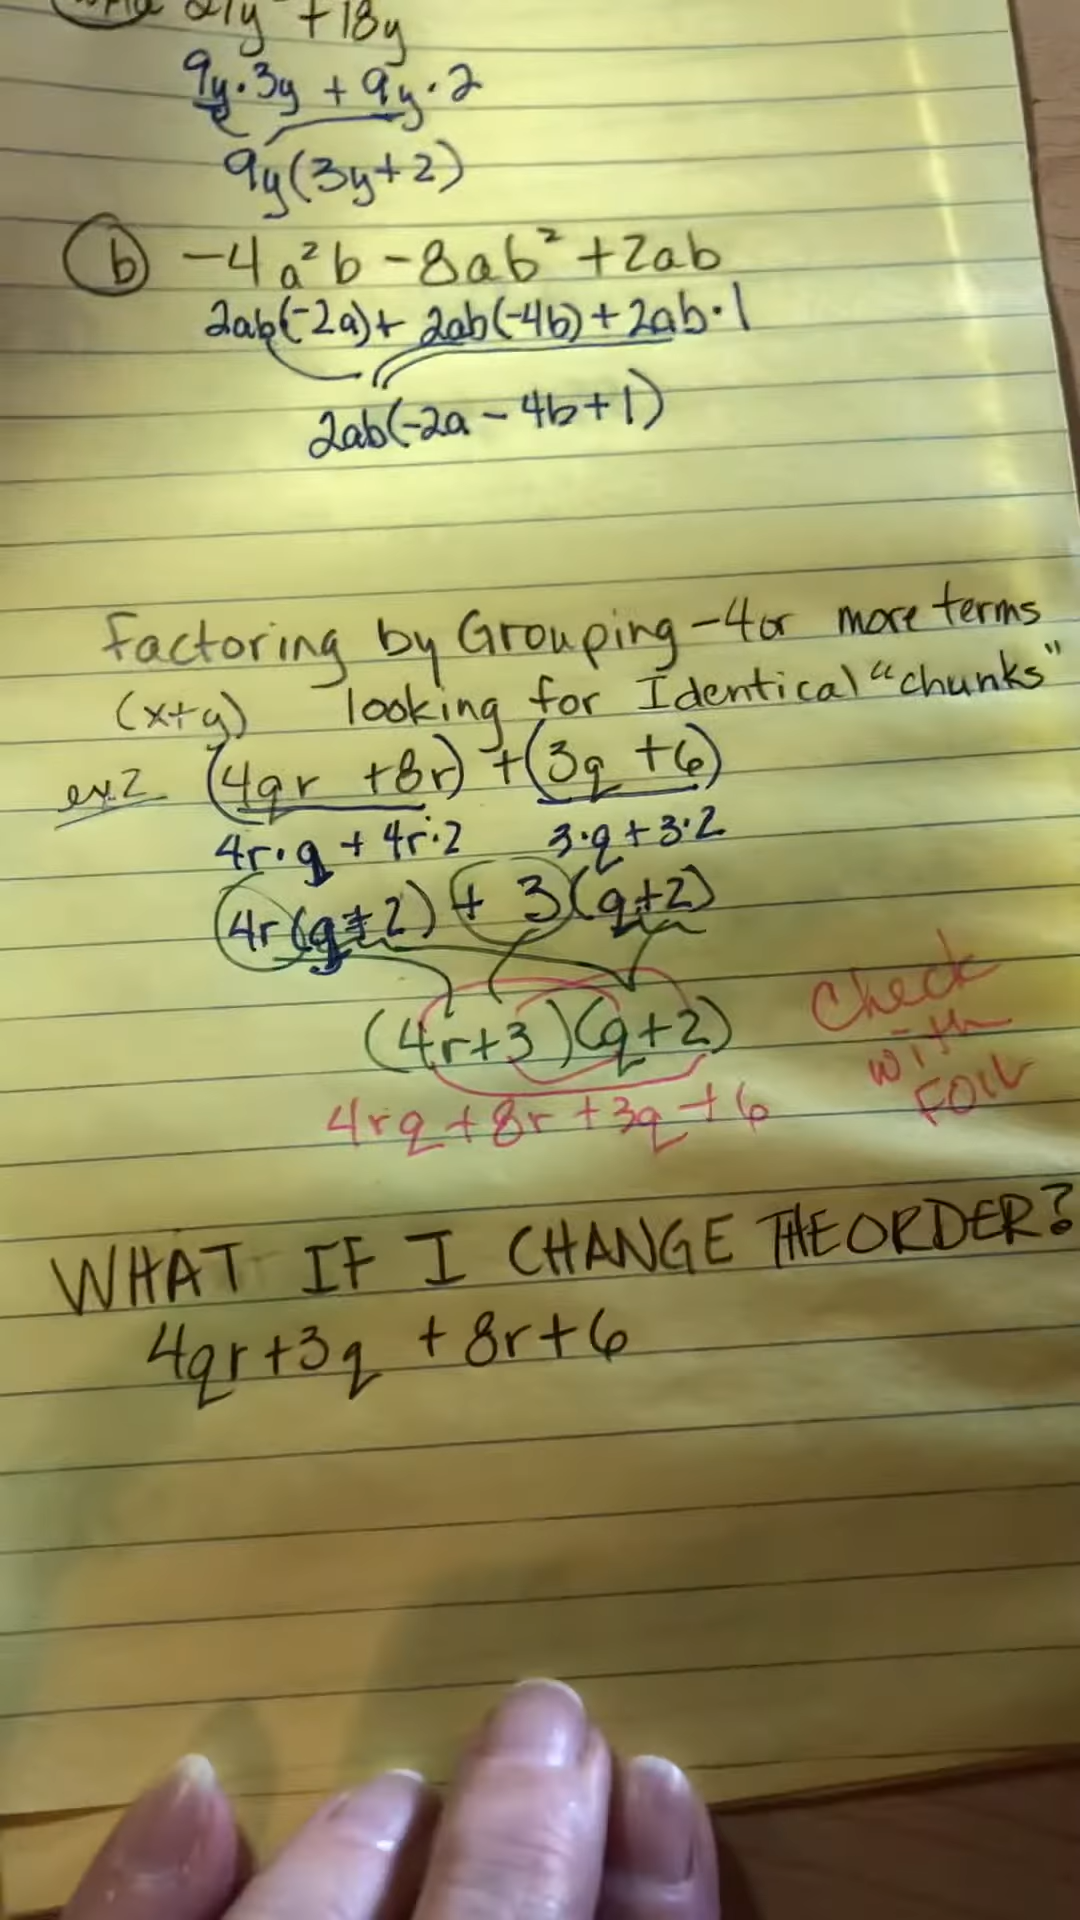 +18y
9y·3y + 9y·2
9y(3y+2)
b) -4a²b -8ab² +2ab
2ab(-2a)+ 2ab(-4b)+2ab·1
2ab(-2a - 4b+1)
Factoring by Grouping -4 or more terms
(x+y) looking for Identical "chunks"
ex2 (4qr +8r) +(3q +6)
4r·q + 4r·2 3·q+3·2
4r(q+2) + 3(q+2)
(4r+3)(q+2)
Check
with
FOIL
4rq+8r+3q+6
WHAT IF I CHANGE THE ORDER?
4qr+3q +8r+6